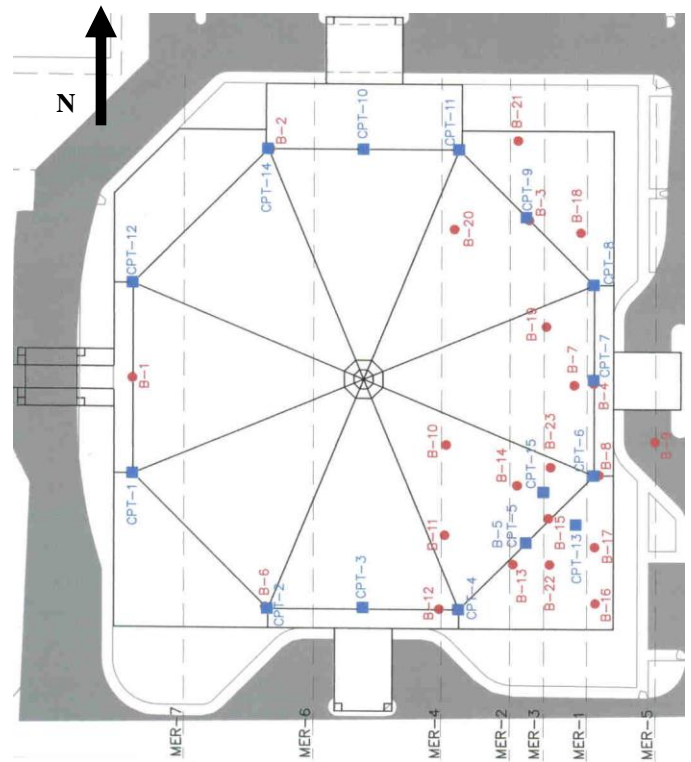 N
B-2
CPT-10
CPT-11
B-21
CPT-14
CPT-9
B-3
B-18
B-20
CPT-12
CPT-8
B-19
B-1
B-7
CPT-7
B-4
B-10
B-23
CPT-6
B-9
CPT-1
B-14
CPT-15
B-8
B-5
CPT-5
B-11
B-15
CPT-13
B-17
B-6
CPT-2
CPT-3
B-12
CPT-4
B-13
B-22
B-16
MER-7
MER-6
MER-4
MER-2
MER-3
MER-1
MER-5